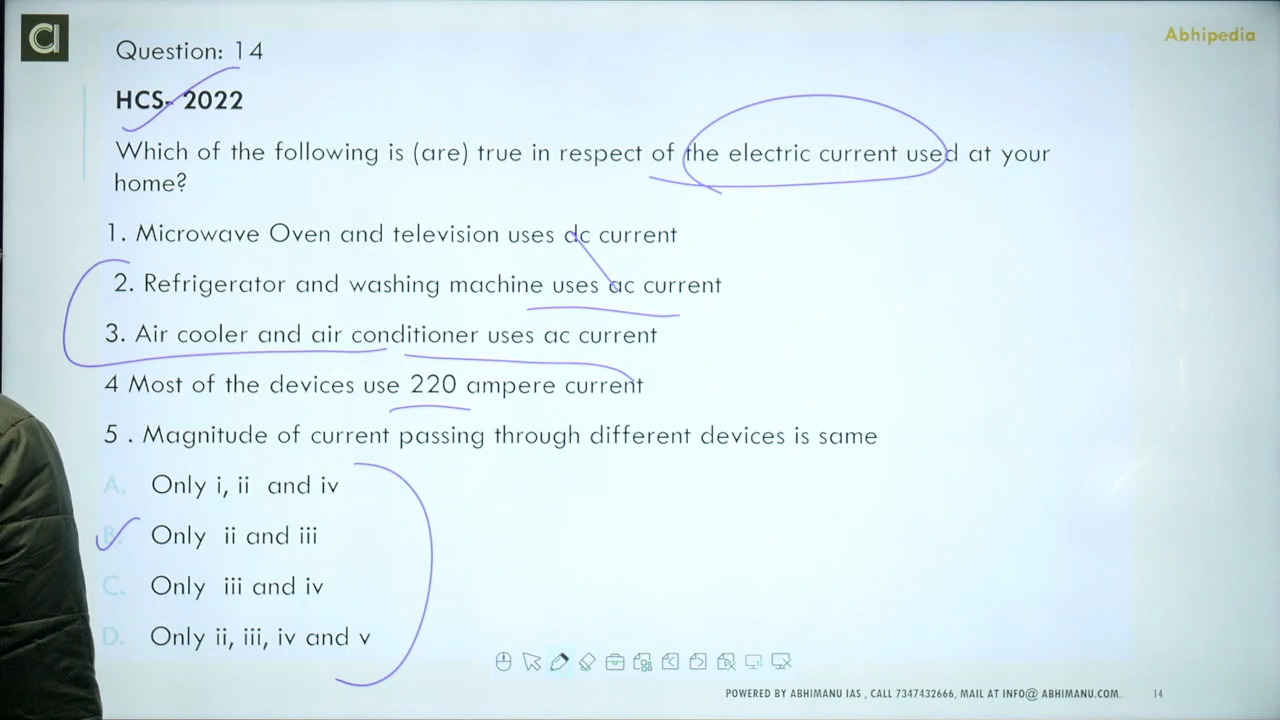 Abhipedia
Question: 14
HCS- 2022
Which of the following is (are) true in respect of the electric current used at your
home?
1. Microwave Oven and television uses dc current
2. Refrigerator and washing machine uses ac current
3. Air cooler and air conditioner uses ac current
4 Most of the devices use 220 ampere current
5 . Magnitude of current passing through different devices is same
A. Only i, ii and iv
B. Only ii and iii
C. Only iii and iv
D. Only ii, iii, iv and v
POWERED BY ABHIMANU IAS , CALL 7347432666, MAIL AT INFO@ ABHIMANU.COM. 14